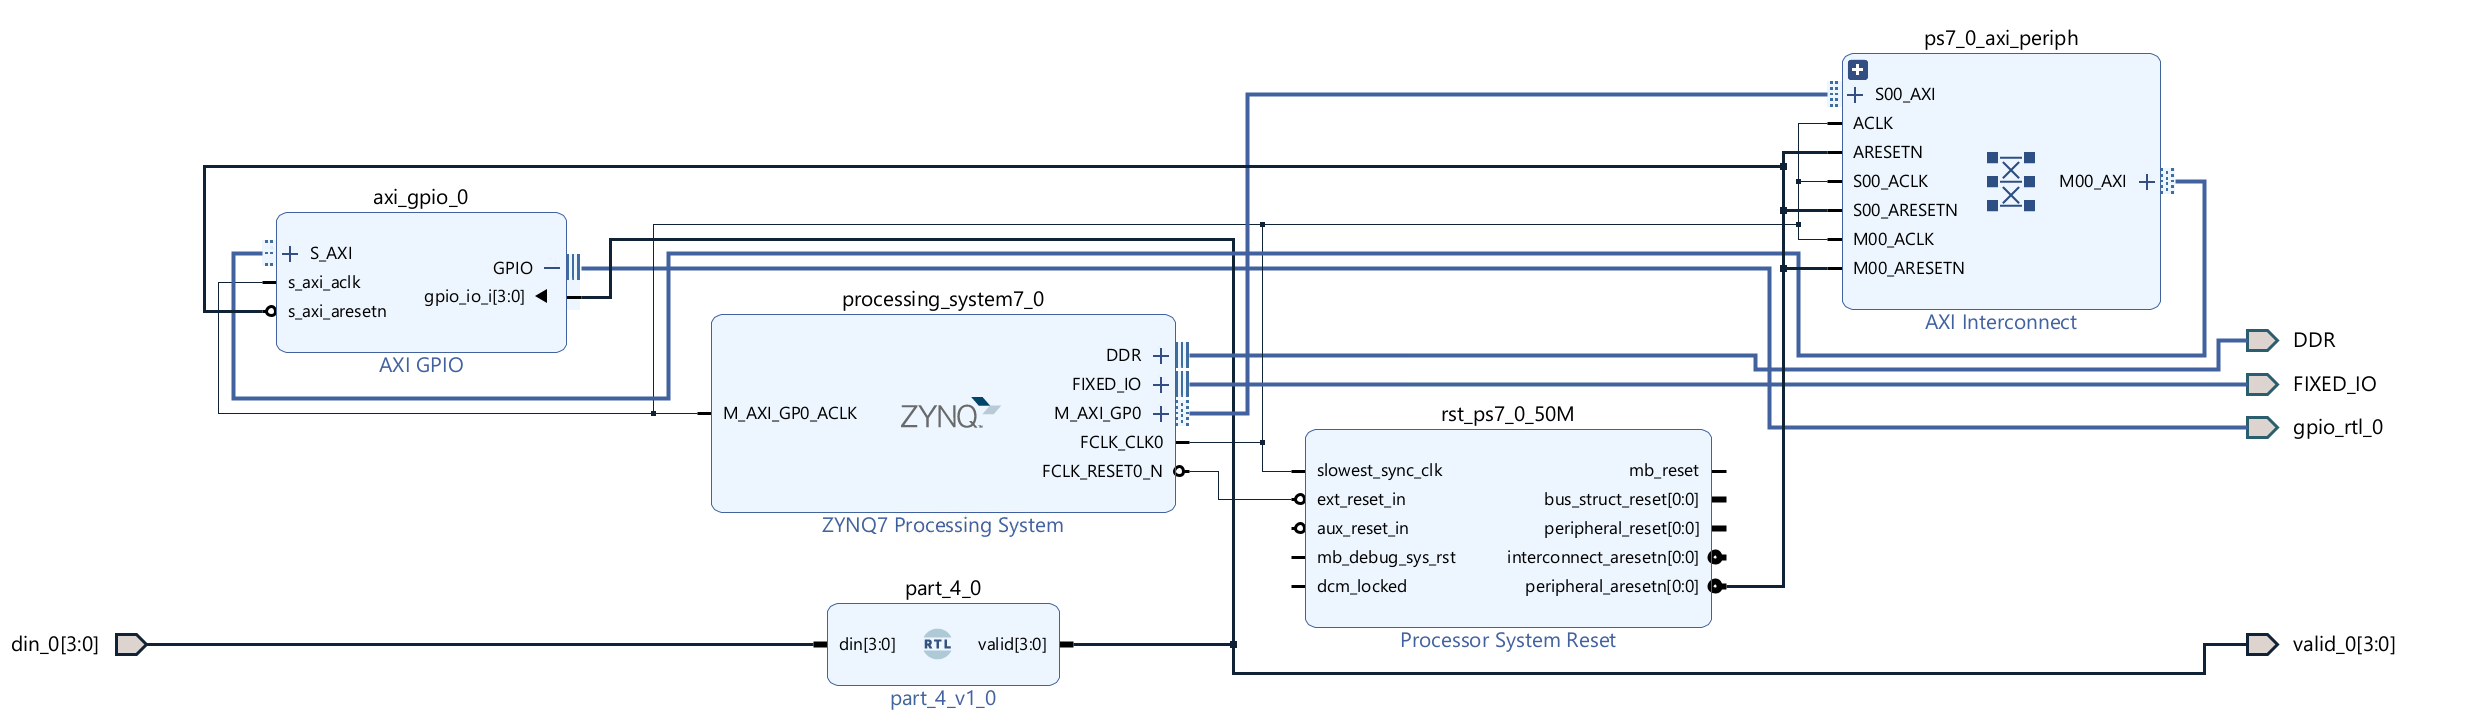 ps7_0_axi_periph
S00_AXI
ACLK
ARESETN
S00_ACLK
M00_AXI
S00_ARESETN
M00_ACLK
M00_ARESETN
AXI Interconnect
axi_gpio_0
S_AXI
GPIO
s_axi_aclk
gpio_io_i[3:0]
s_axi_aresetn
AXI GPIO
processing_system7_0
DDR
FIXED_IO
M_AXI_GP0_ACLK
ZYNQ
M_AXI_GP0
FCLK_CLK0
FCLK_RESET0_N
ZYNQ7 Processing System
DDR
FIXED_IO
gpio_rtl_0
rst_ps7_0_50M
slowest_sync_clk
mb_reset
ext_reset_in
bus_struct_reset[0:0]
aux_reset_in
peripheral_reset[0:0]
mb_debug_sys_rst
interconnect_aresetn[0:0]
dcm_locked
peripheral_aresetn[0:0]
Processor System Reset
part_4_0
din_0[3:0]
din[3:0]
RTL
valid[3:0]
valid_0[3:0]
part_4_v1_0